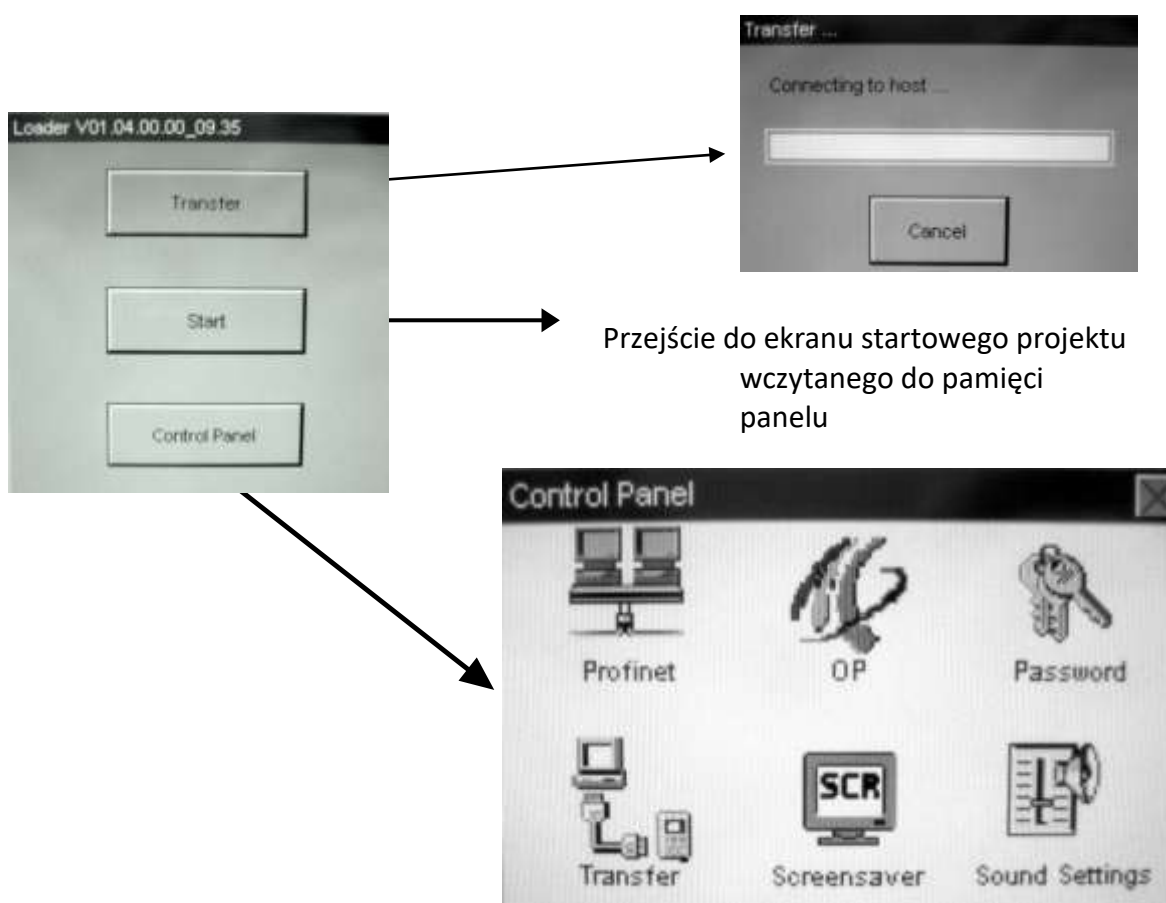 Loader V01.04.00.00_09.35
Transfer
Start
Control Panel
Transfer ...
Connecting to host ...
Cancel
Przejście do ekranu startowego projektu
wczytanego do pamięci
panelu
Control Panel
Profinet
OP
Password
SCR
Transfer
Screensaver
Sound Settings